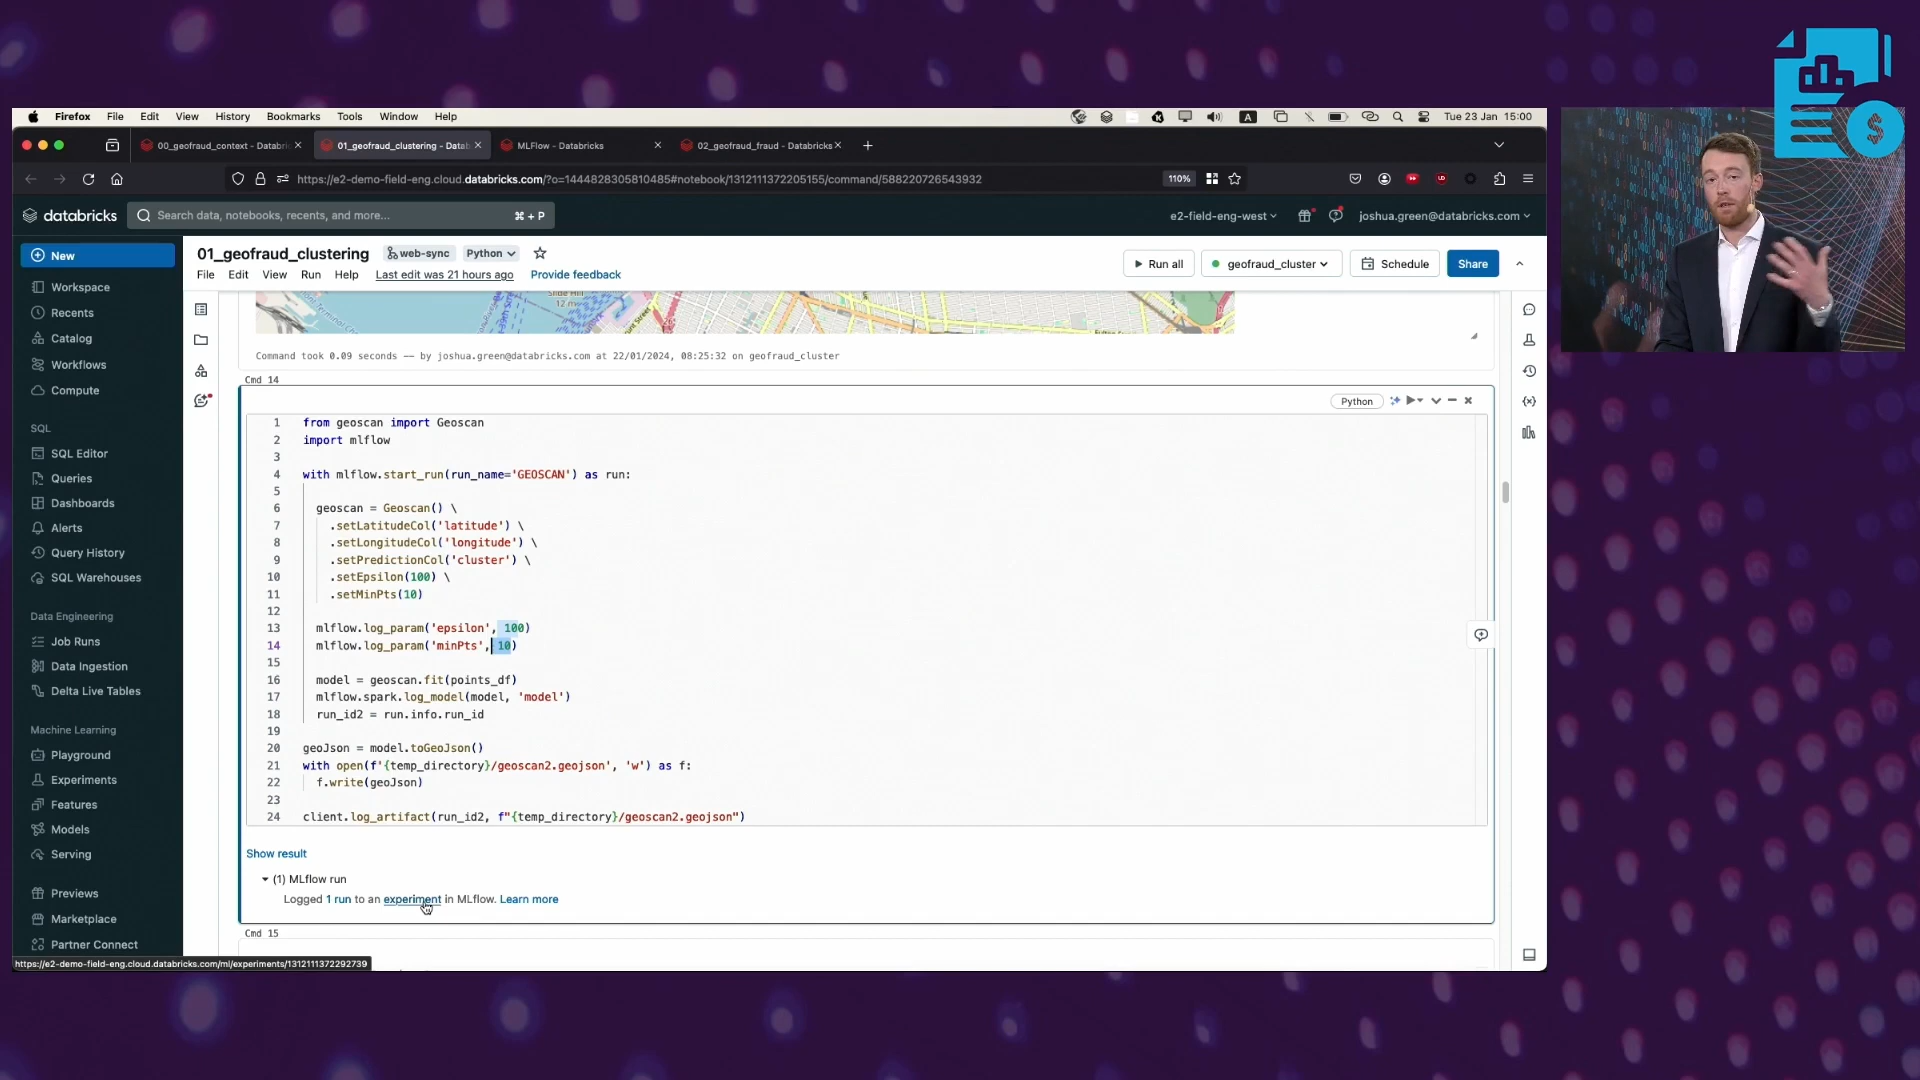 Firefox File Edit View History Bookmarks Tools Window Help
A
Tue 23 Jan 15:00
00_geofraud_context - Databric
01_geofraud_clustering - Datab
MLFlow - Databricks
02_geofraud_fraud - Databricks
https://e2-demo-field-eng.cloud.databricks.com/?o=1444828305810485#notebook/1312111372205155/command/588220726543932
110%
databricks
Search data, notebooks, recents, and more...
⌘ + P
e2-field-eng-west
joshua.green@databricks.com
New
Workspace
Recents
Catalog
Workflows
Compute
SQL
SQL Editor
Queries
Dashboards
Alerts
Query History
SQL Warehouses
Data Engineering
Job Runs
Data Ingestion
Delta Live Tables
Machine Learning
Playground
Experiments
Features
Models
Serving
Previews
Marketplace
Partner Connect
01_geofraud_clustering
web-sync
Python
File Edit View Run Help
Last edit was 21 hours ago
Provide feedback
Run all
geofraud_cluster
Schedule
Share
12 m
Command took 0.09 seconds -- by joshua.green@databricks.com at 22/01/2024, 08:25:32 on geofraud_cluster
Cmd 14
Python
1 from geoscan import Geoscan
2 import mlflow
3
4 with mlflow.start_run(run_name='GEOSCAN') as run:
5
6 geoscan = Geoscan() \
7 .setLatitudeCol('latitude') \
8 .setLongitudeCol('longitude') \
9 .setPredictionCol('cluster') \
10 .setEpsilon(100) \
11 .setMinPts(10)
12
13 mlflow.log_param('epsilon', 100)
14 mlflow.log_param('minPts', 10)
15
16 model = geoscan.fit(points_df)
17 mlflow.spark.log_model(model, 'model')
18 run_id2 = run.info.run_id
19
20 geoJson = model.toGeoJson()
21 with open(f'{temp_directory}/geoscan2.geojson', 'w') as f:
22 f.write(geoJson)
23
24 client.log_artifact(run_id2, f"{temp_directory}/geoscan2.geojson")
Show result
(1) MLflow run
Logged 1 run to an experiment in MLflow. Learn more
Cmd 15
https://e2-demo-field-eng.cloud.databricks.com/ml/experiments/1312111372292739
$